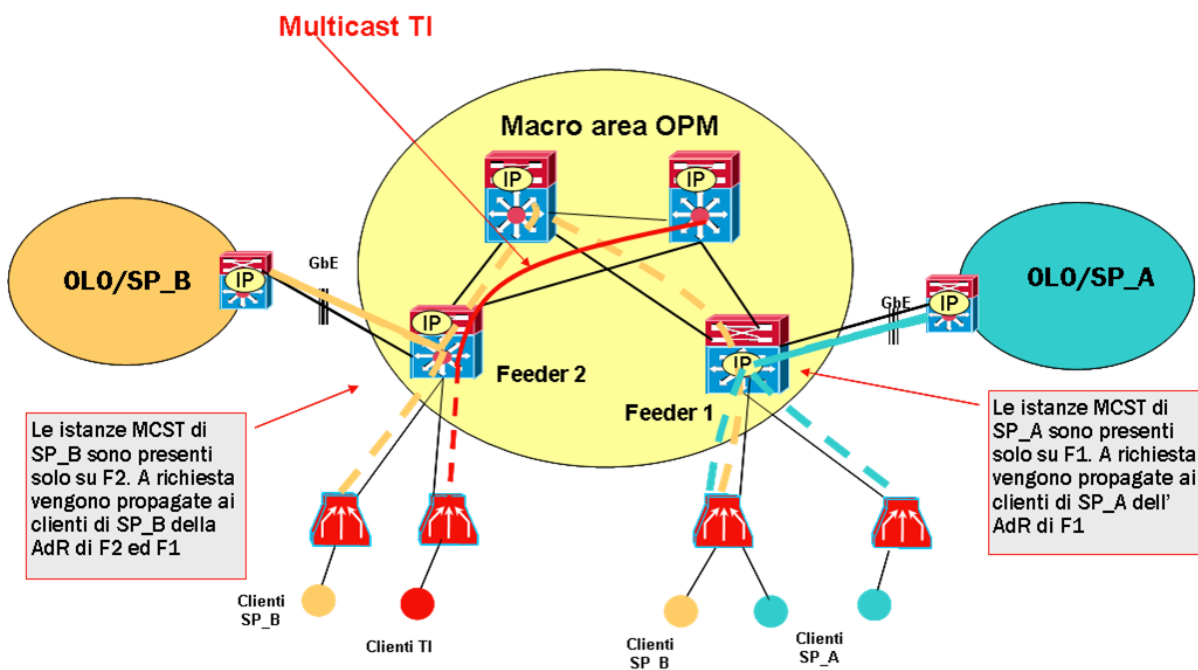 Multicast TI
Macro area OPM
IP
IP
OLO/SP_B
IP
GbE
IP
Feeder 2
Feeder 1
IP
GbE
IP
OLO/SP_A
Le istanze MCST di
SP_B sono presenti
solo su F2. A richiesta
vengono propagate ai
clienti di SP_B della
AdR di F2 ed F1
Le istanze MCST di
SP_A sono presenti
solo su F1. A richiesta
vengono propagate ai
clienti di SP_A dell'
AdR di F1
Clienti
SP_B
Clienti TI
Clienti
SP_B
Clienti
SP_A